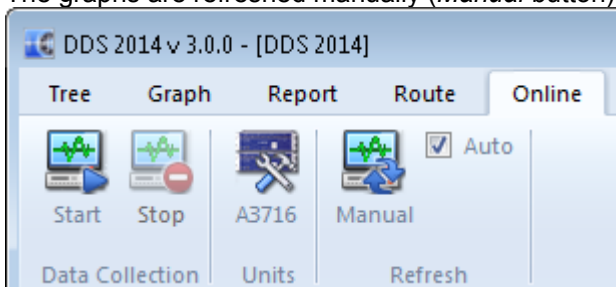 The graphs are refreshed manually (Manual button)
DDS 2014 v 3.0.0 - [DDS 2014]
Tree Graph Report Route Online
Auto
Start Stop A3716 Manual
Data Collection Units Refresh